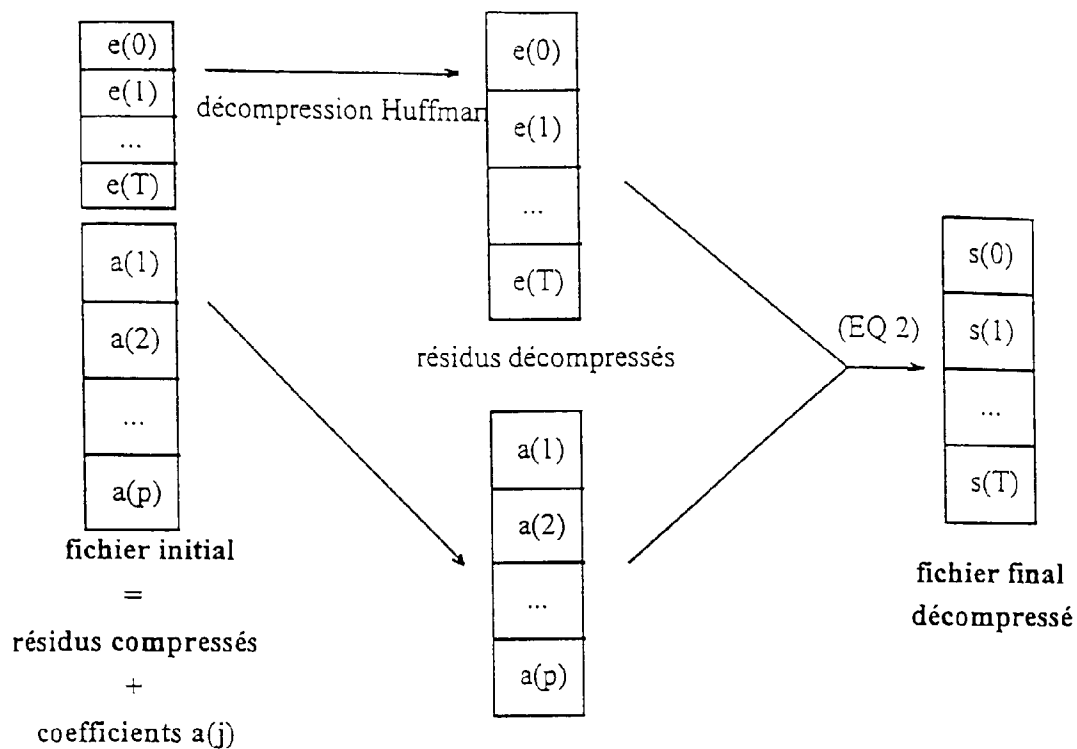 e(0)
e(1)
...
e(T)
a(1)
a(2)
...
a(p)
fichier initial
=
résidus compressés
+
coefficients a(j)
décompression Huffman
e(0)
e(1)
...
e(T)
résidus décompressés
a(1)
a(2)
...
a(p)
(EQ 2)
s(0)
s(1)
...
s(T)
fichier final
décompressé